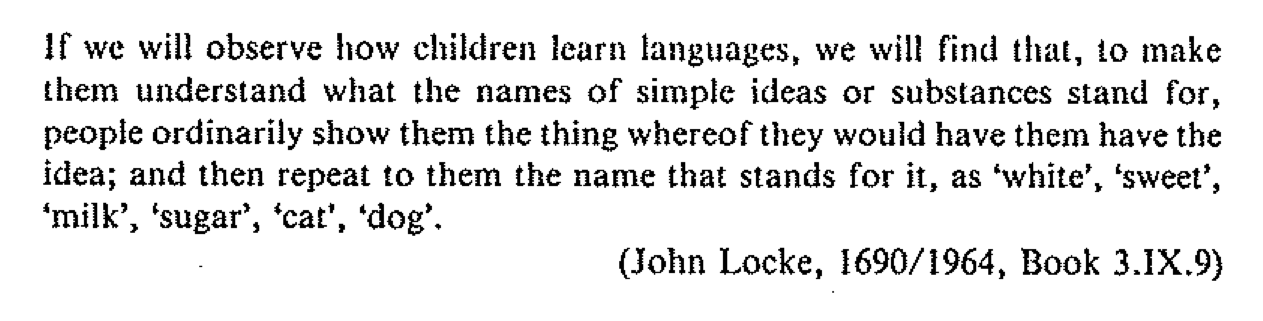 If we will observe how children learn languages, we will find that, to make
them understand what the names of simple ideas or substances stand for,
people ordinarily show them the thing whereof they would have them have the
idea; and then repeat to them the name that stands for it, as ‘white’, ‘sweet’,
‘milk’, ‘sugar’, ‘cat’, ‘dog’.
(John Locke, 1690/1964, Book 3.IX.9)